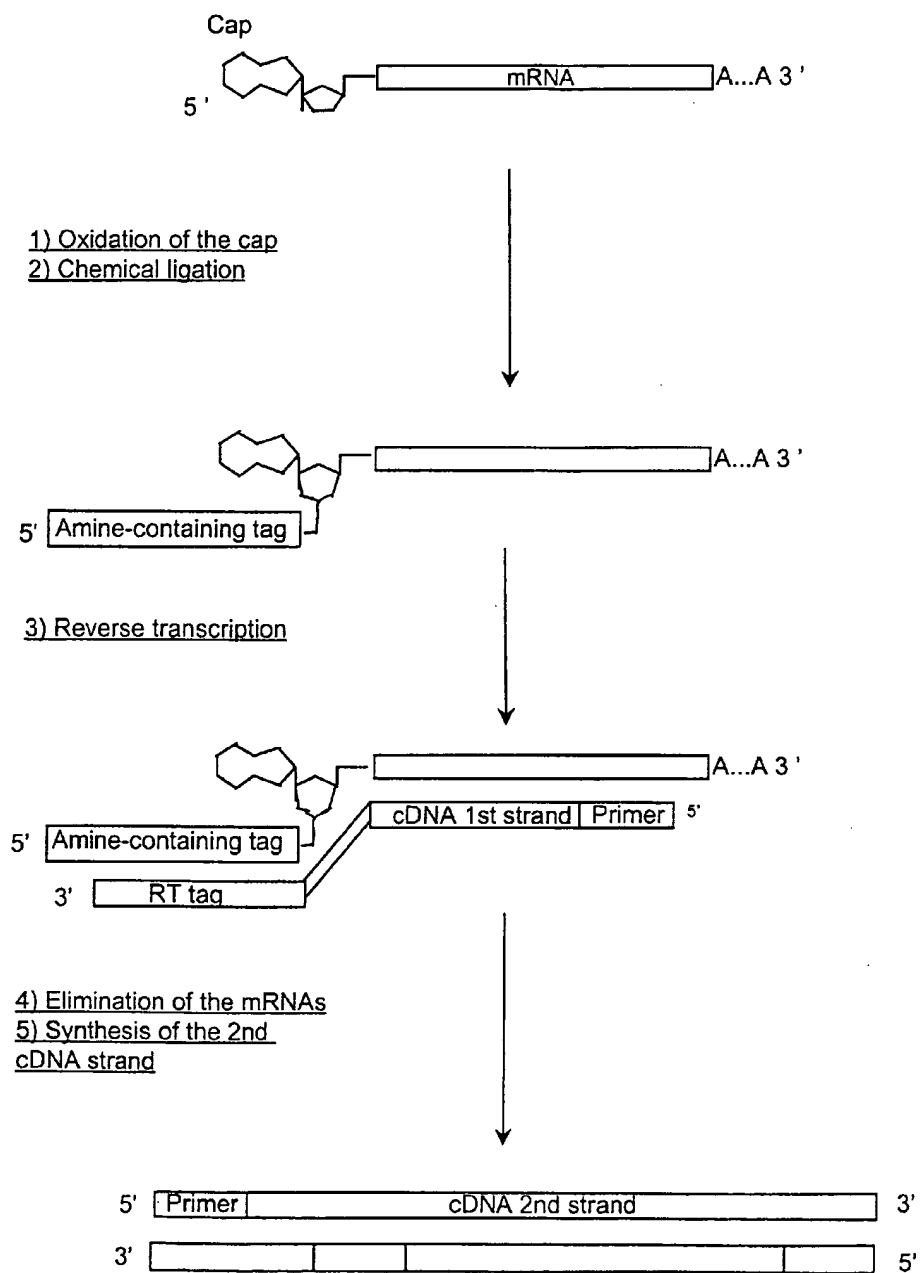 Cap
5 '
mRNA
A...A 3 '
1) Oxidation of the cap
2) Chemical ligation
A...A 3 '
5' Amine-containing tag
3) Reverse transcription
A...A 3 '
cDNA 1st strand Primer 5'
5' Amine-containing tag
3' RT tag
4) Elimination of the mRNAs
5) Synthesis of the 2nd
cDNA strand
5' Primer cDNA 2nd strand 3'
3' 5'